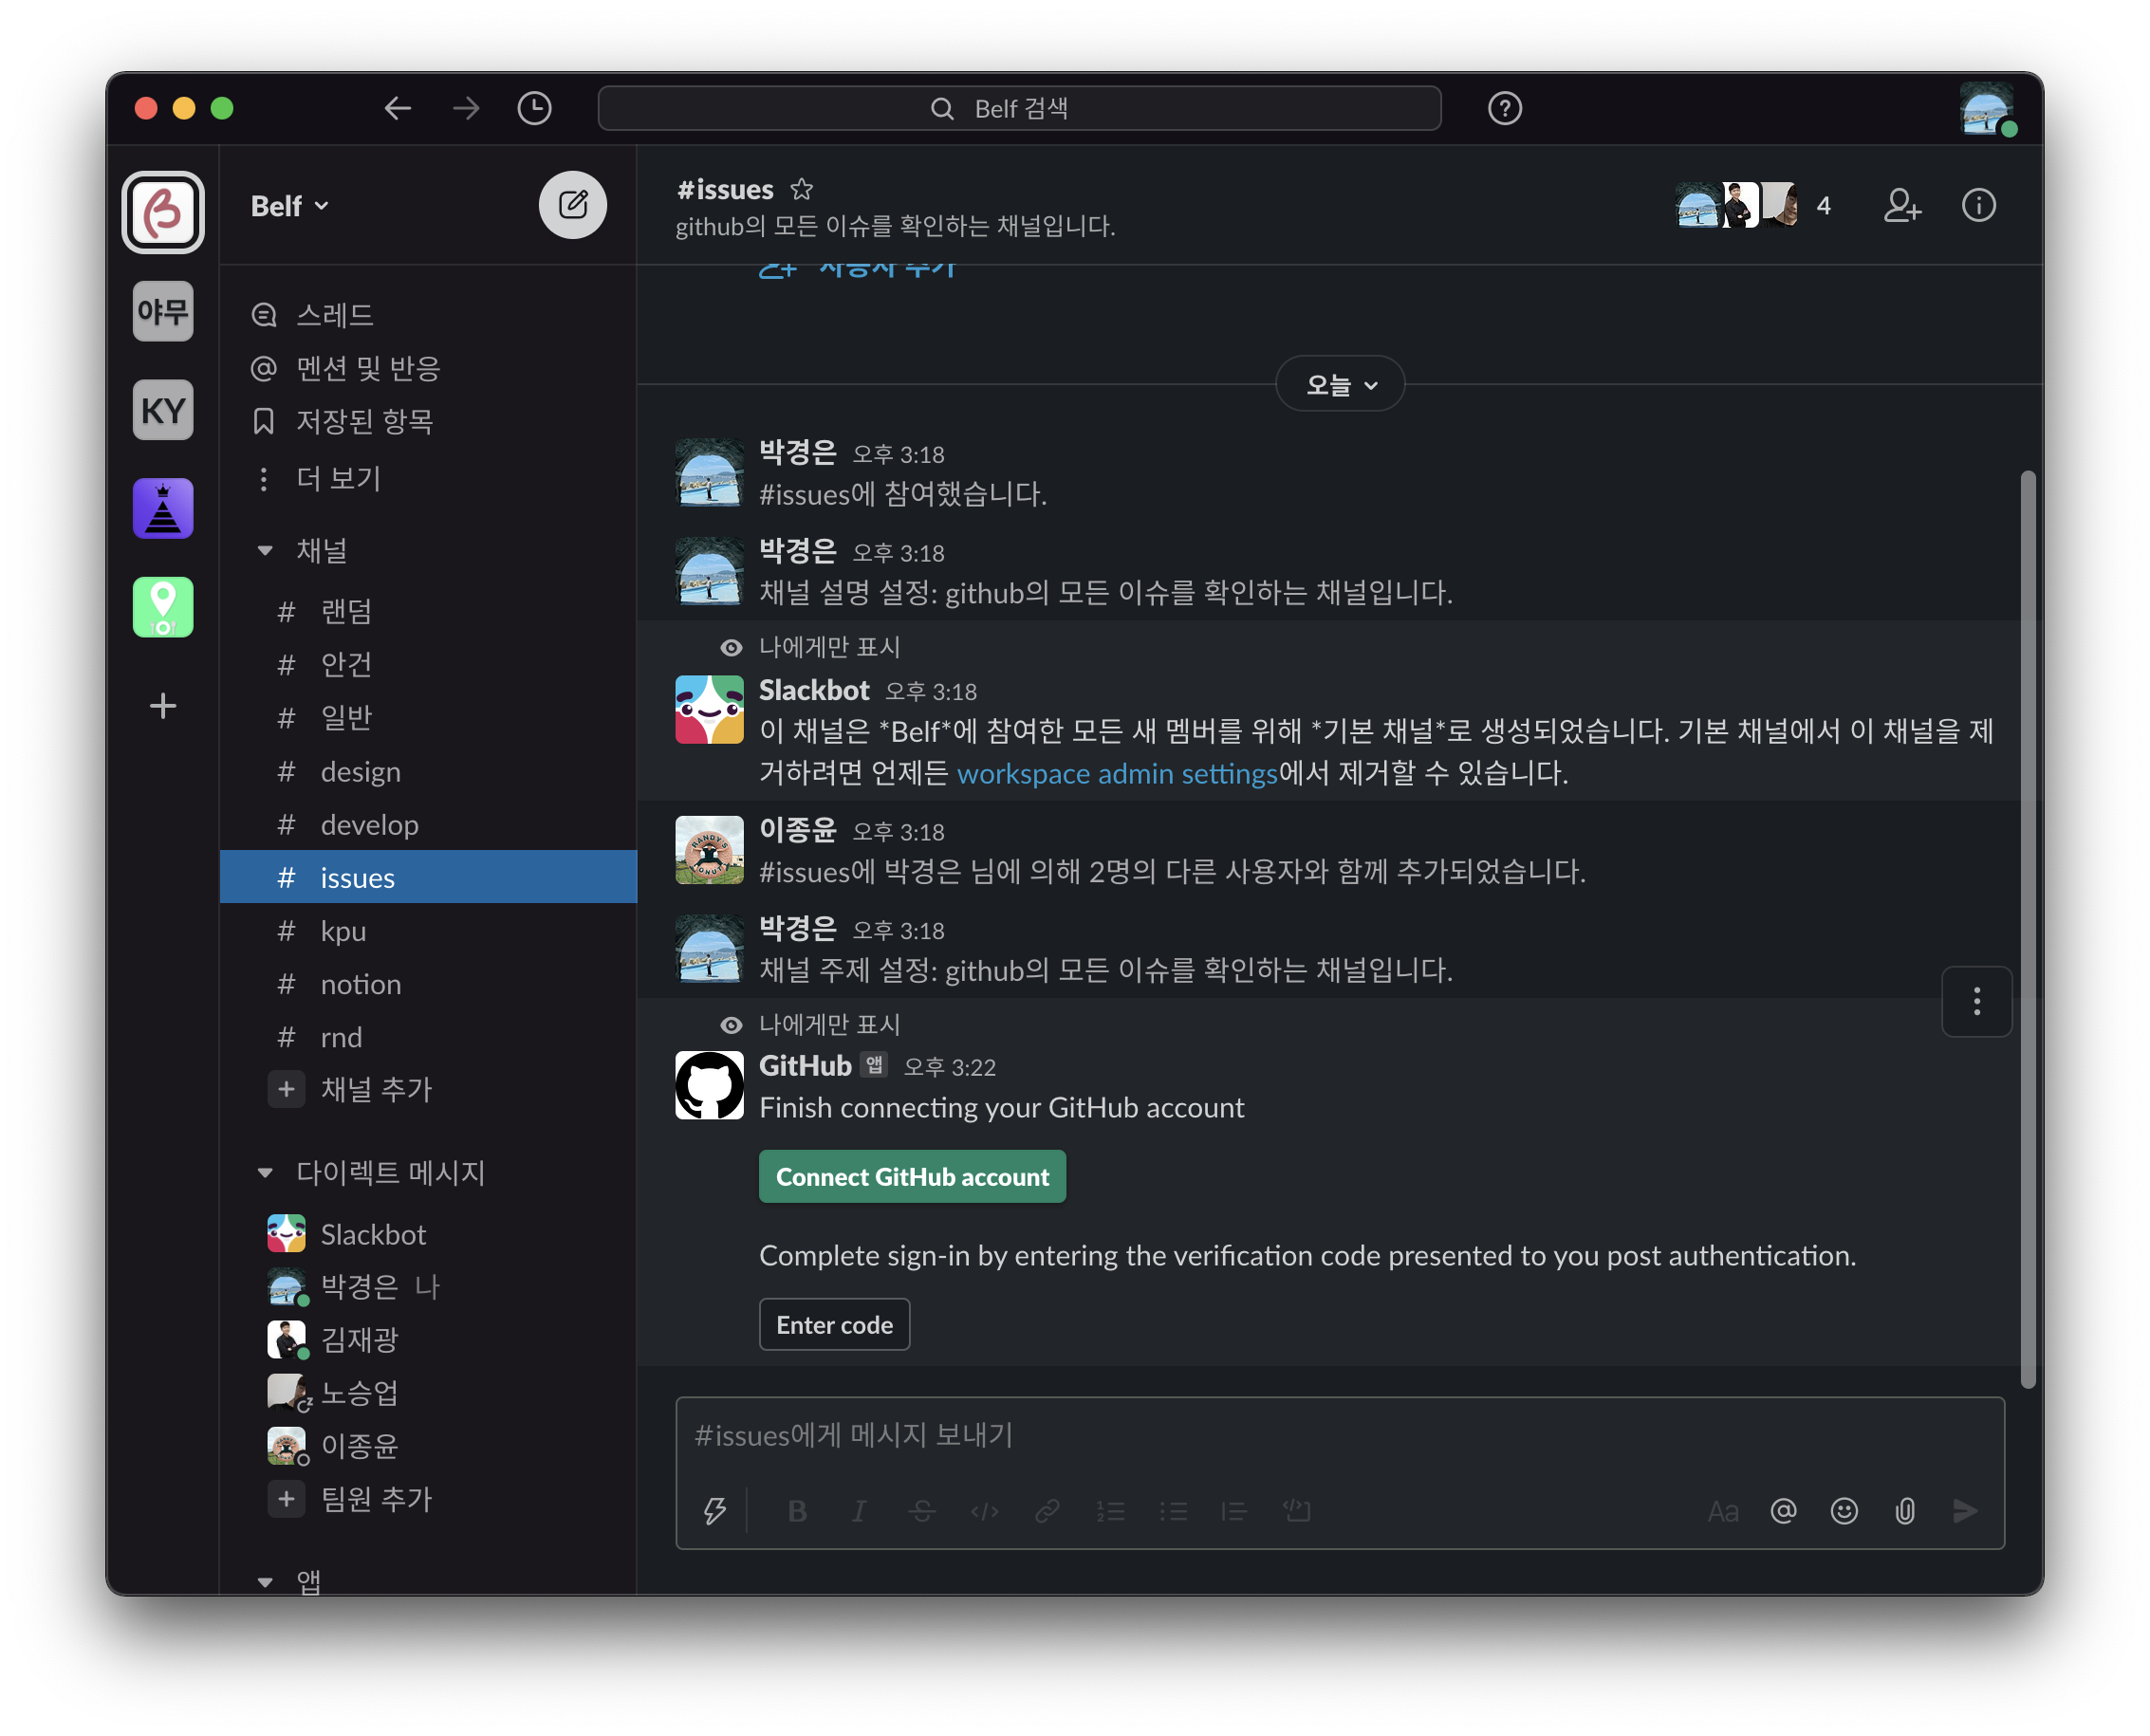 Belf 검색
Belf
#issues
github의 모든 이슈를 확인하는 채널입니다.
4
야무
KY
스레드
멘션 및 반응
저장된 항목
더 보기
채널
# 랜덤
# 안건
# 일반
# design
# develop
# issues
# kpu
# notion
# rnd
+ 채널 추가
다이렉트 메시지
Slackbot
박경은 나
김재광
노승업
이종윤
+ 팀원 추가
앱
사용자 추가
오늘
박경은 오후 3:18
#issues에 참여했습니다.
박경은 오후 3:18
채널 설명 설정: github의 모든 이슈를 확인하는 채널입니다.
나에게만 표시
Slackbot 오후 3:18
이 채널은 *Belf*에 참여한 모든 새 멤버를 위해 *기본 채널*로 생성되었습니다. 기본 채널에서 이 채널을 제
거하려면 언제든 workspace admin settings에서 제거할 수 있습니다.
이종윤 오후 3:18
#issues에 박경은 님에 의해 2명의 다른 사용자와 함께 추가되었습니다.
박경은 오후 3:18
채널 주제 설정: github의 모든 이슈를 확인하는 채널입니다.
나에게만 표시
GitHub 앱 오후 3:22
Finish connecting your GitHub account
Connect GitHub account
Complete sign-in by entering the verification code presented to you post authentication.
Enter code
#issues에게 메시지 보내기
B I S </> Aa @